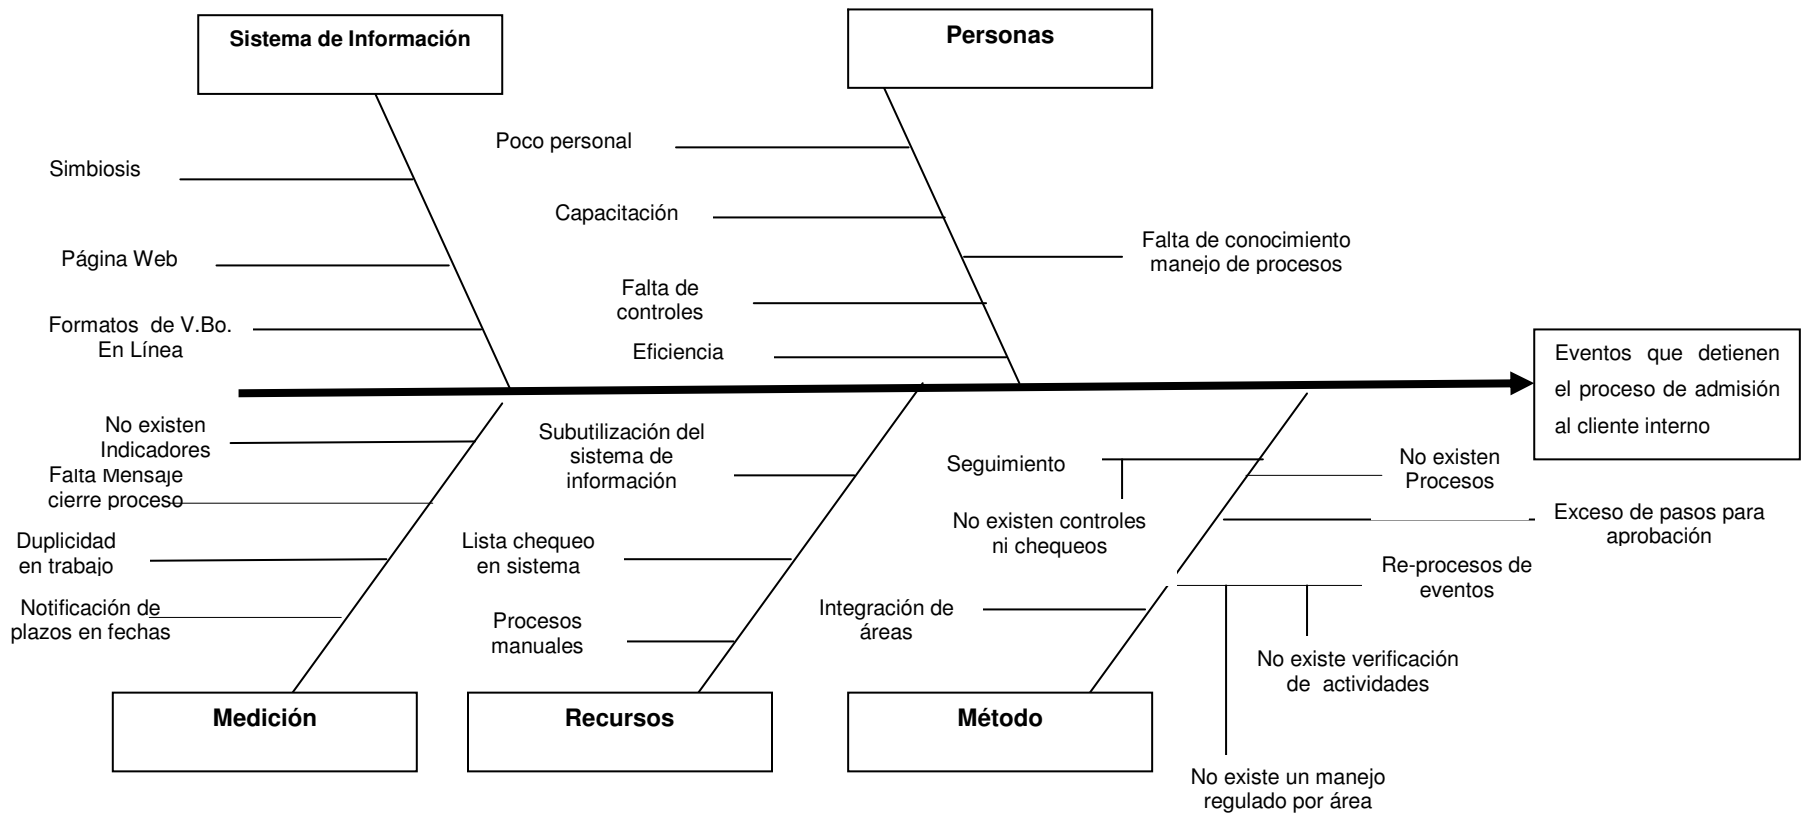 Sistema de Información
Personas
Poco personal
Simbiosis
Capacitación
Página Web
Falta de conocimiento
manejo de procesos
Falta de
controles
Formatos de V.Bo.
En Línea
Eficiencia
Eventos que detienen
el proceso de admisión
al cliente interno
No existen
Indicadores
Falta Mensaje
cierre proceso
Duplicidad
en trabajo
Notificación de
plazos en fechas
Subutilización del
sistema de
información
Lista chequeo
en sistema
Procesos
manuales
Seguimiento
No existen controles
ni chequeos
Integración de
áreas
No existen
Procesos
Exceso de pasos para
aprobación
Re-procesos de
eventos
No existe verificación
de actividades
No existe un manejo
regulado por área
Medición
Recursos
Método